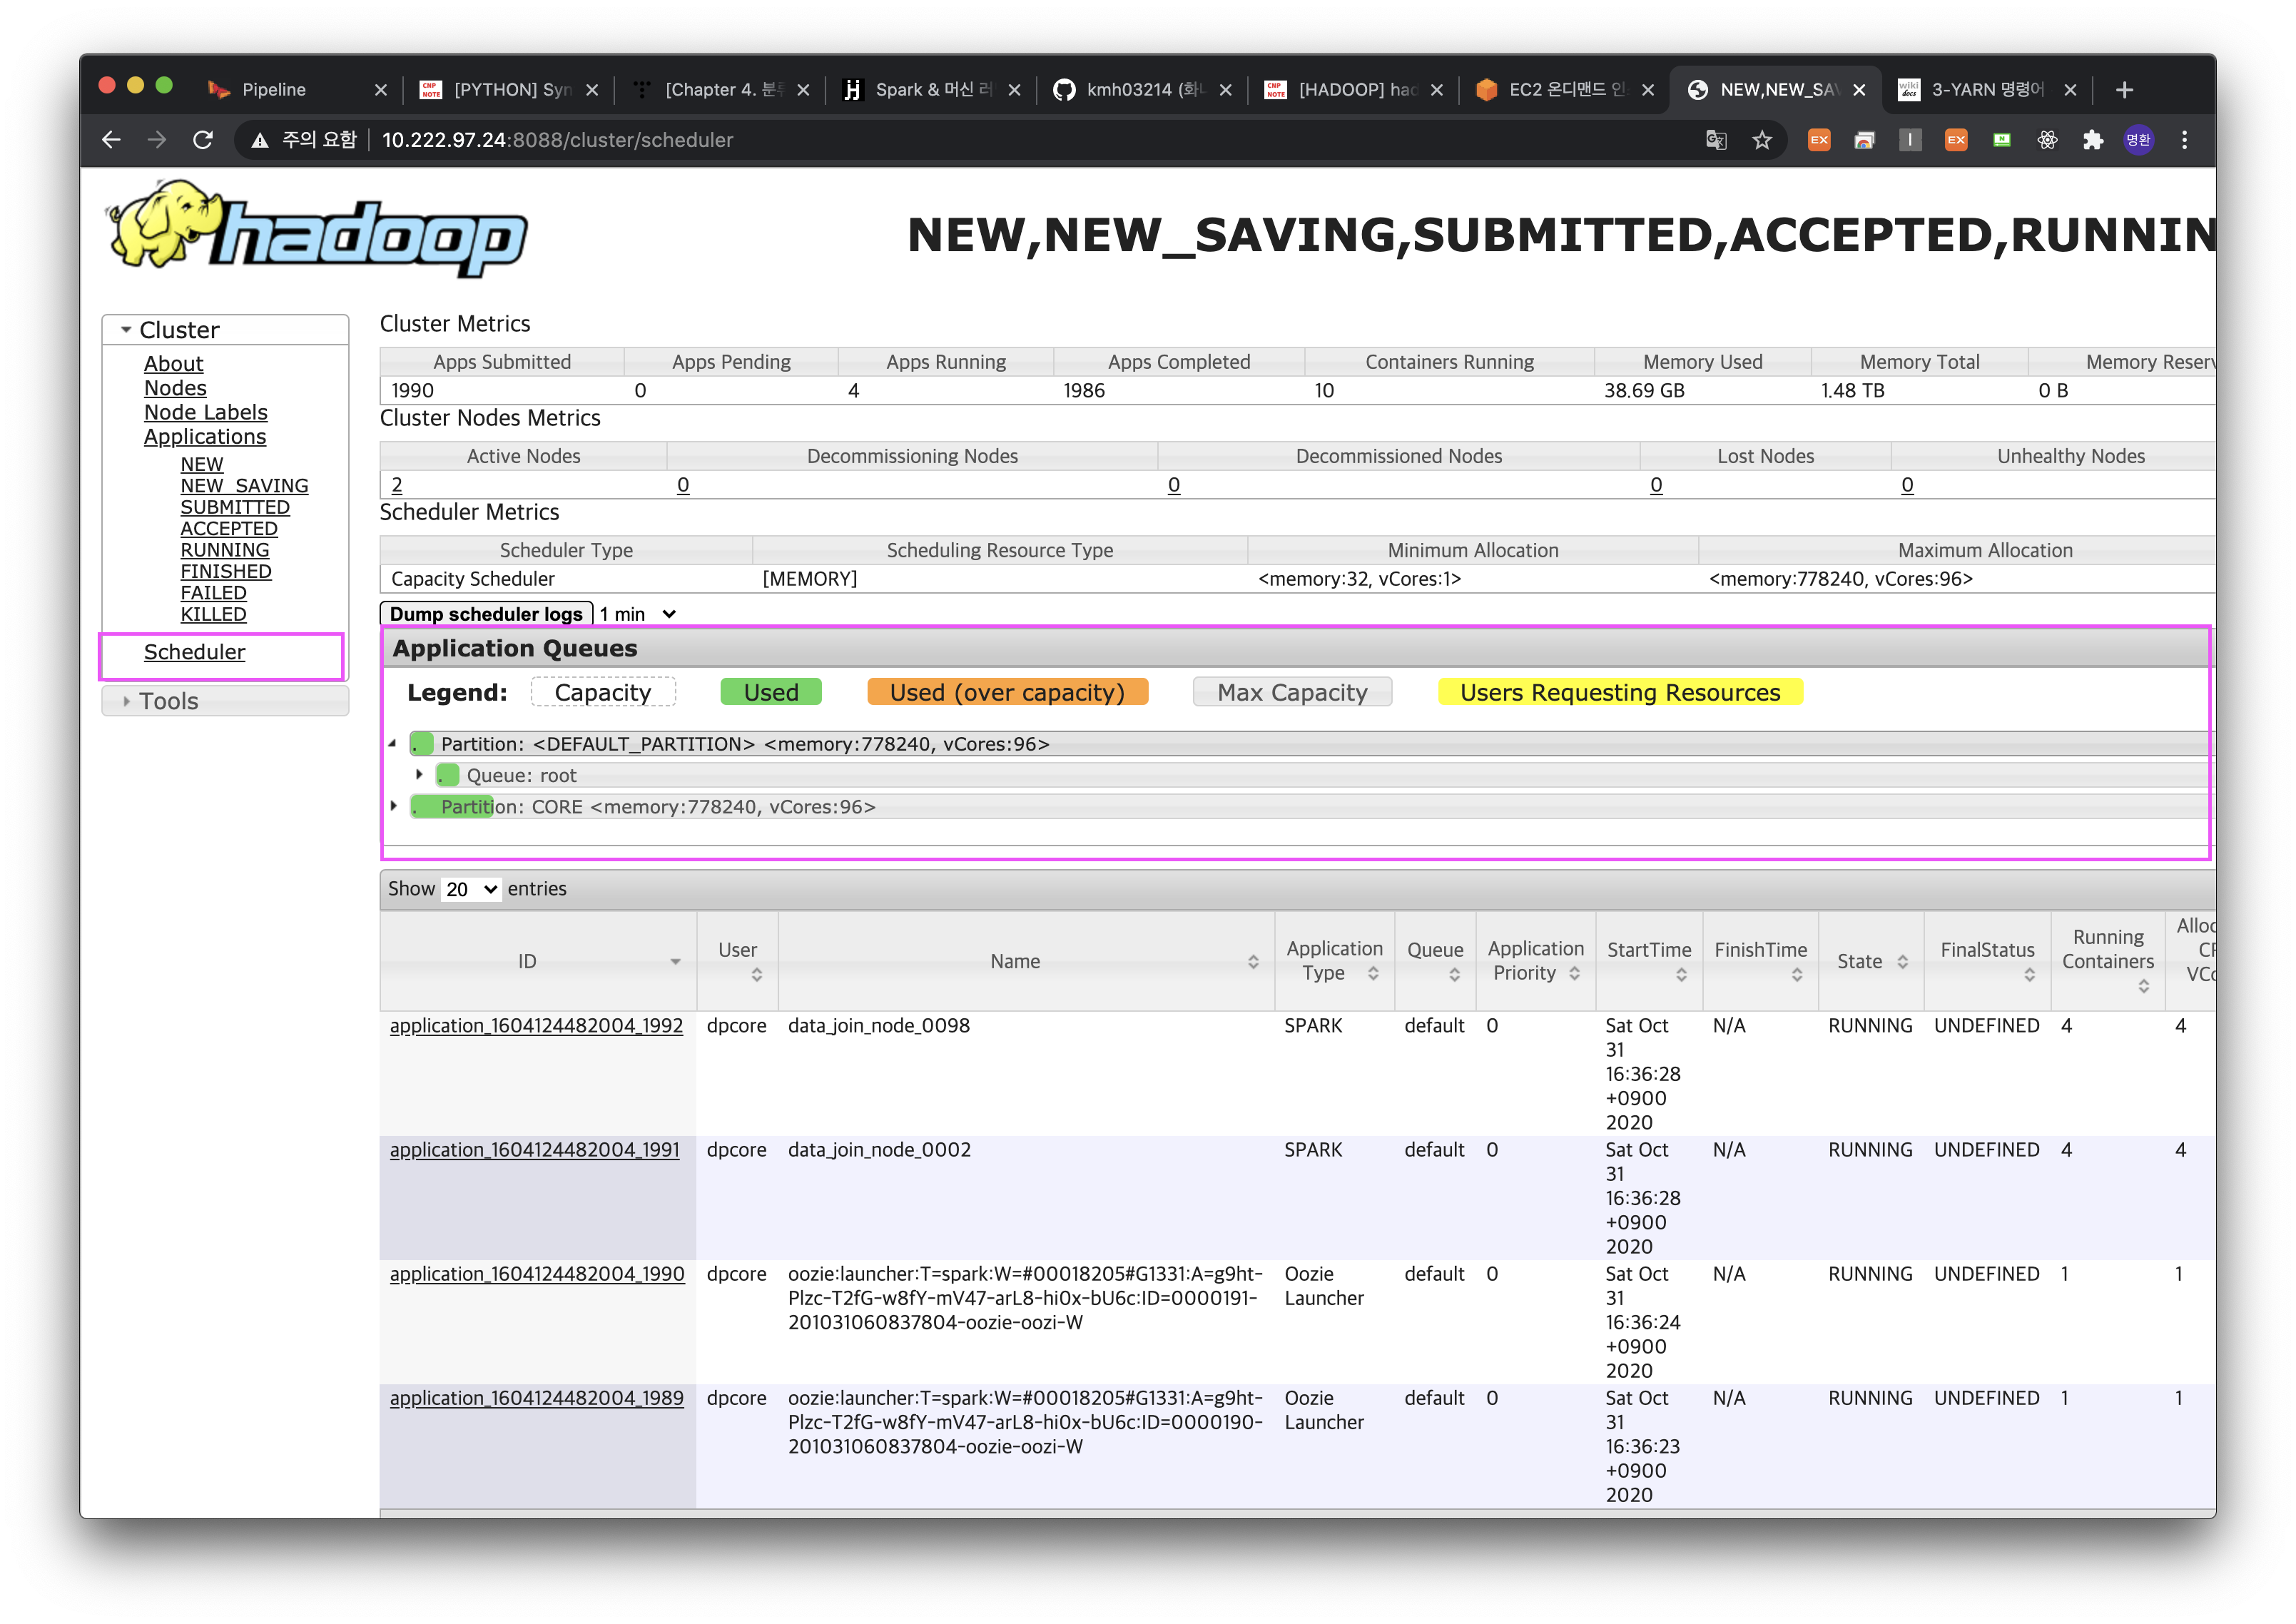 Pipeline
CNP NOTE
[PYTHON] Syn
[Chapter 4. 분
Spark & 머신 러
kmh03214 (화
CNP NOTE
[HADOOP] had
EC2 온디맨드 인
NEW,NEW_SAV
wiki docs
3-YARN 명령어
주의 요함
10.222.97.24:8088/cluster/scheduler
EX
EX
명환
hadoop
NEW,NEW_SAVING,SUBMITTED,ACCEPTED,RUNNIN
Cluster
About
Nodes
Node Labels
Applications
NEW
NEW_SAVING
SUBMITTED
ACCEPTED
RUNNING
FINISHED
FAILED
KILLED
Scheduler
Tools
Cluster Metrics
Apps Submitted Apps Pending Apps Running Apps Completed Containers Running Memory Used Memory Total Memory Reserv
1990 0 4 1986 10 38.69 GB 1.48 TB 0 B
Cluster Nodes Metrics
Active Nodes Decommissioning Nodes Decommissioned Nodes Lost Nodes Unhealthy Nodes
2 0 0 0 0
Scheduler Metrics
Scheduler Type Scheduling Resource Type Minimum Allocation Maximum Allocation
Capacity Scheduler [MEMORY] <memory:32, vCores:1> <memory:778240, vCores:96>
Dump scheduler logs 1 min
Application Queues
Legend: Capacity Used Used (over capacity) Max Capacity Users Requesting Resources
. Partition: <DEFAULT_PARTITION> <memory:778240, vCores:96>
. Queue: root
. Partition: CORE <memory:778240, vCores:96>
Show 20 entries
ID User Name Application Type Queue Application Priority StartTime FinishTime State FinalStatus Running Containers Alloc CP VCo
application_1604124482004_1992 dpcore data_join_node_0098 SPARK default 0 Sat Oct N/A RUNNING UNDEFINED 4 4
31
16:36:28
+0900
2020
application_1604124482004_1991 dpcore data_join_node_0002 SPARK default 0 Sat Oct N/A RUNNING UNDEFINED 4 4
31
16:36:28
+0900
2020
application_1604124482004_1990 dpcore oozie:launcher:T=spark:W=#00018205#G1331:A=g9ht- Oozie default 0 Sat Oct N/A RUNNING UNDEFINED 1 1
Plzc-T2fG-w8fY-mV47-arL8-hi0x-bU6c:ID=0000191- Launcher 31
201031060837804-oozie-oozi-W 16:36:24
+0900
2020
application_1604124482004_1989 dpcore oozie:launcher:T=spark:W=#00018205#G1331:A=g9ht- Oozie default 0 Sat Oct N/A RUNNING UNDEFINED 1 1
Plzc-T2fG-w8fY-mV47-arL8-hi0x-bU6c:ID=0000190- Launcher 31
201031060837804-oozie-oozi-W 16:36:23
+0900
2020